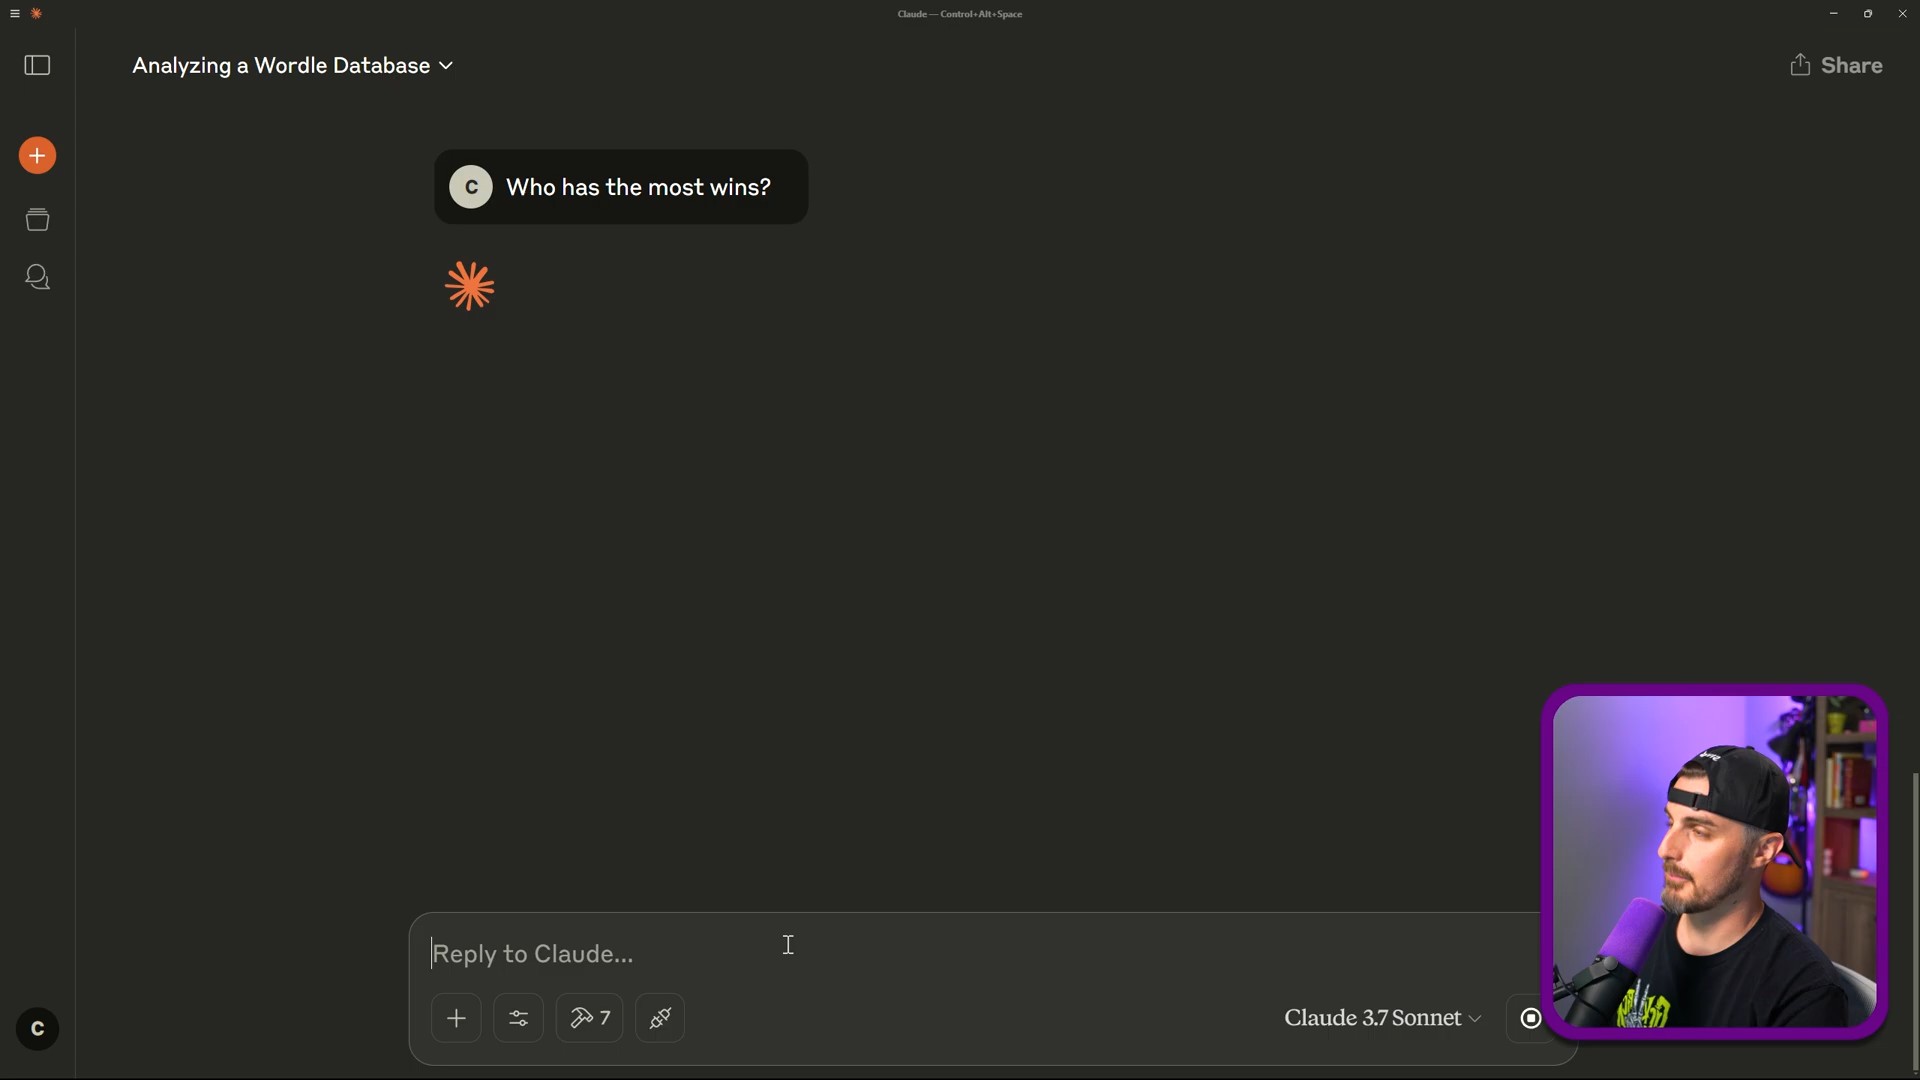 Claude — Control+Alt+Space
Analyzing a Wordle Database
Share
C Who has the most wins?
Reply to Claude...
7
Claude 3.7 Sonnet
C